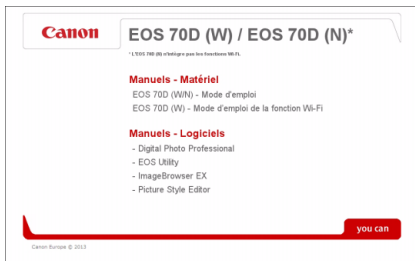 Canon
EOS 70D (W) / EOS 70D (N)*
* L'EOS 70D (N) n'intègre pas les fonctions Wi-Fi.
Manuels - Matériel
EOS 70D (W/N) - Mode d'emploi
EOS 70D (W) - Mode d'emploi de la fonction Wi-Fi
Manuels - Logiciels
- Digital Photo Professional
- EOS Utility
- ImageBrowser EX
- Picture Style Editor
you can
Canon Europe © 2013